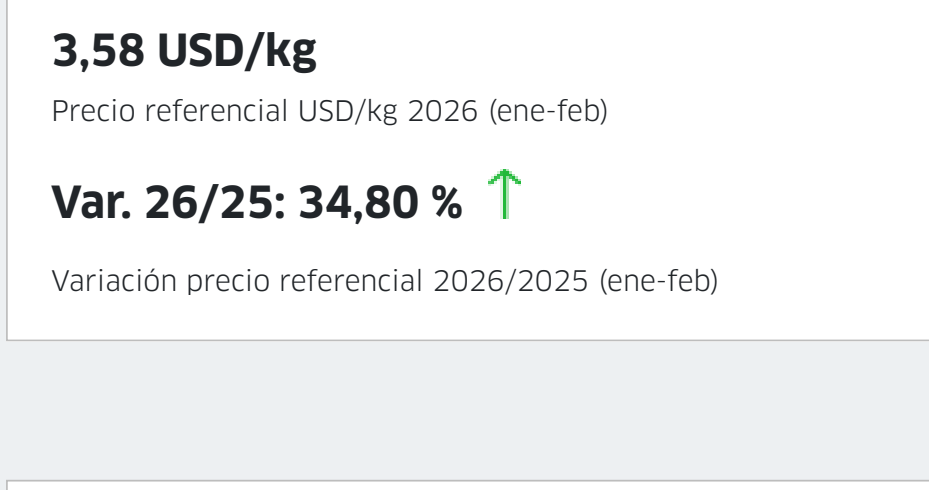 3,58 USD/kg
Precio referencial USD/kg 2026 (ene-feb)
Var. 26/25: 34,80 % ↑
Variación precio referencial 2026/2025 (ene-feb)